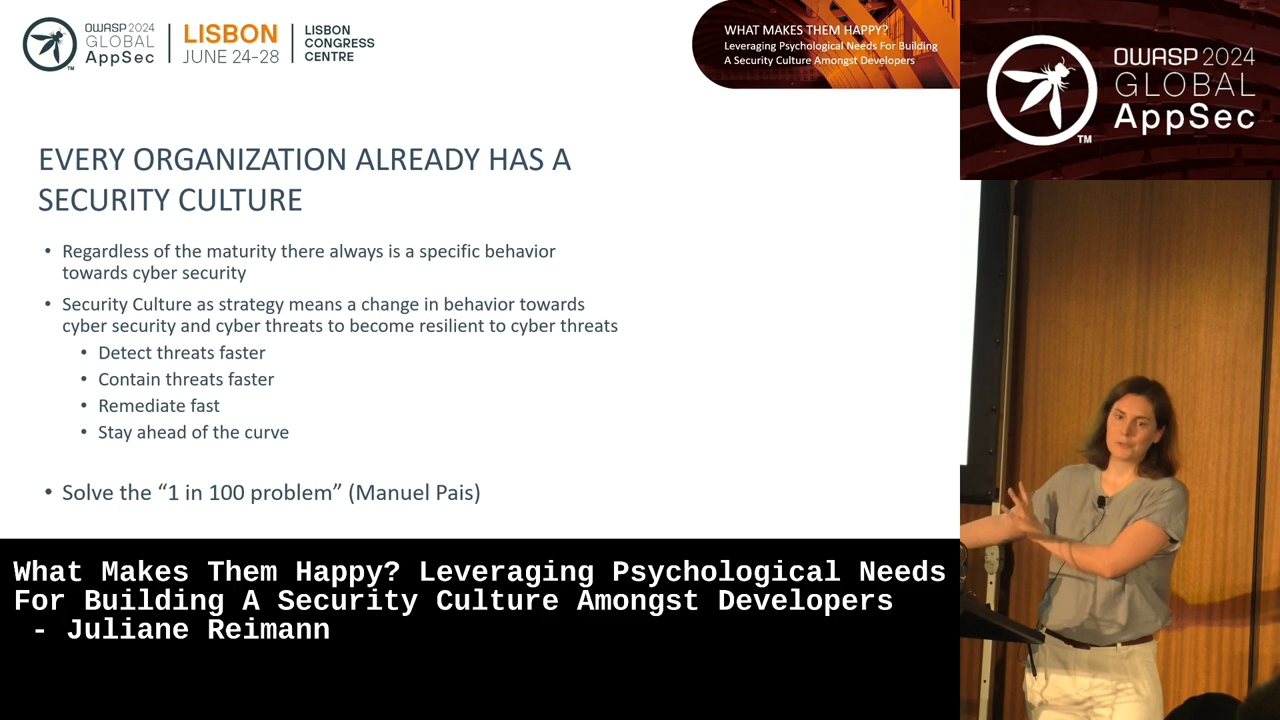 OWASP 2024
GLOBAL
AppSec
TM
LISBON
JUNE 24-28
LISBON
CONGRESS
CENTRE
WHAT MAKES THEM HAPPY?
Leveraging Psychological Needs For Building
A Security Culture Amongst Developers
OWASP 2024
GLOBAL
AppSec
TM
EVERY ORGANIZATION ALREADY HAS A
SECURITY CULTURE
• Regardless of the maturity there always is a specific behavior
towards cyber security
• Security Culture as strategy means a change in behavior towards
cyber security and cyber threats to become resilient to cyber threats
• Detect threats faster
• Contain threats faster
• Remediate fast
• Stay ahead of the curve
• Solve the “1 in 100 problem” (Manuel Pais)
What Makes Them Happy? Leveraging Psychological Needs
For Building A Security Culture Amongst Developers
- Juliane Reimann